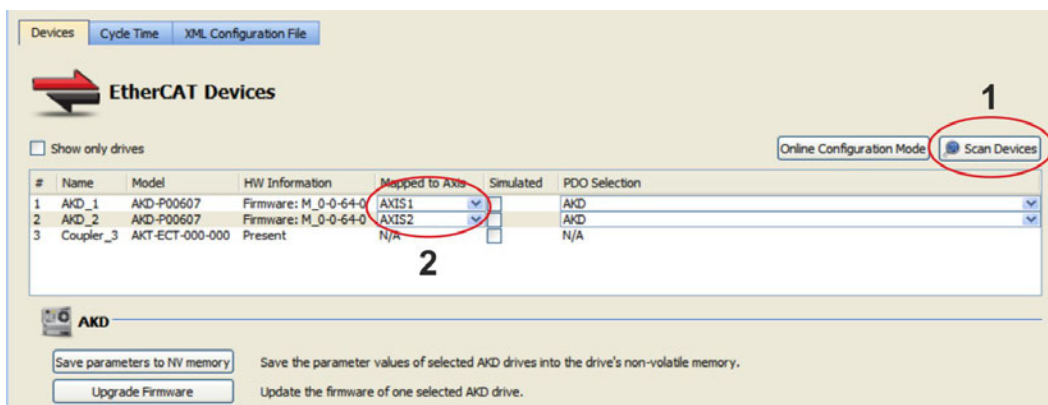 Devices Cycle Time XML Configuration File
EtherCAT Devices
1
Show only drives Online Configuration Mode Scan Devices
# Name Model HW Information Mapped to Axis Simulated PDO Selection
1 AKD_1 AKD-P00607 Firmware: M_0-0-64-0 AXIS1 AKD
2 AKD_2 AKD-P00607 Firmware: M_0-0-64-0 AXIS2 AKD
3 Coupler_3 AKT-ECT-000-000 Present N/A N/A
2
AKD
Save parameters to NV memory Save the parameter values of selected AKD drives into the drive's non-volatile memory.
Upgrade Firmware Update the firmware of one selected AKD drive.